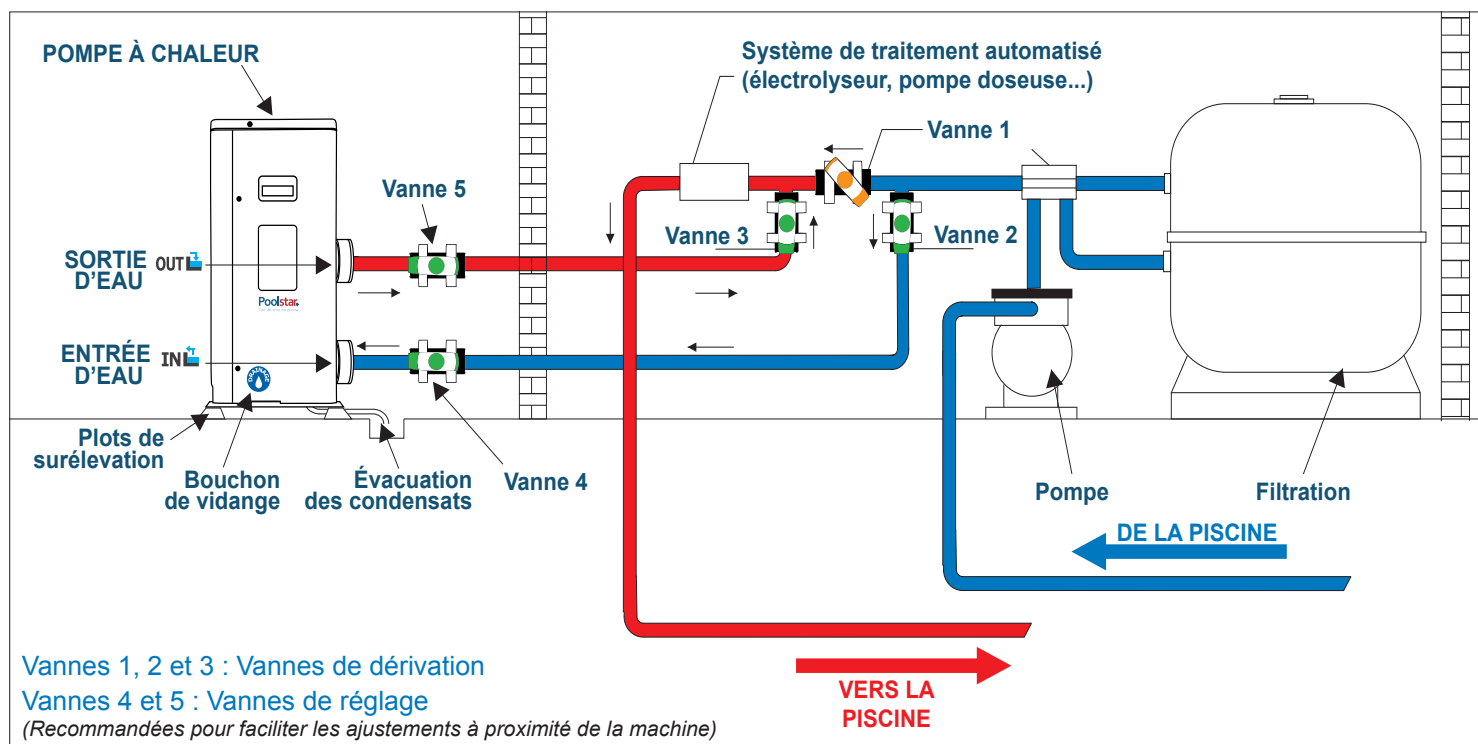 POMPE À CHALEUR
Système de traitement automatisé
(électrolyseur, pompe doseuse...)
Vanne 1
Vanne 5
Vanne 3
Vanne 2
SORTIE
D'EAU
OUT
Poolstar
ENTRÉE
D'EAU
IN
DRAINAGE
Plots de
surélevation
Bouchon
de vidange
Évacuation
des condensats
Vanne 4
Pompe
Filtration
DE LA PISCINE
VERS LA
PISCINE
Vannes 1, 2 et 3 : Vannes de dérivation
Vannes 4 et 5 : Vannes de réglage
(Recommandées pour faciliter les ajustements à proximité de la machine)